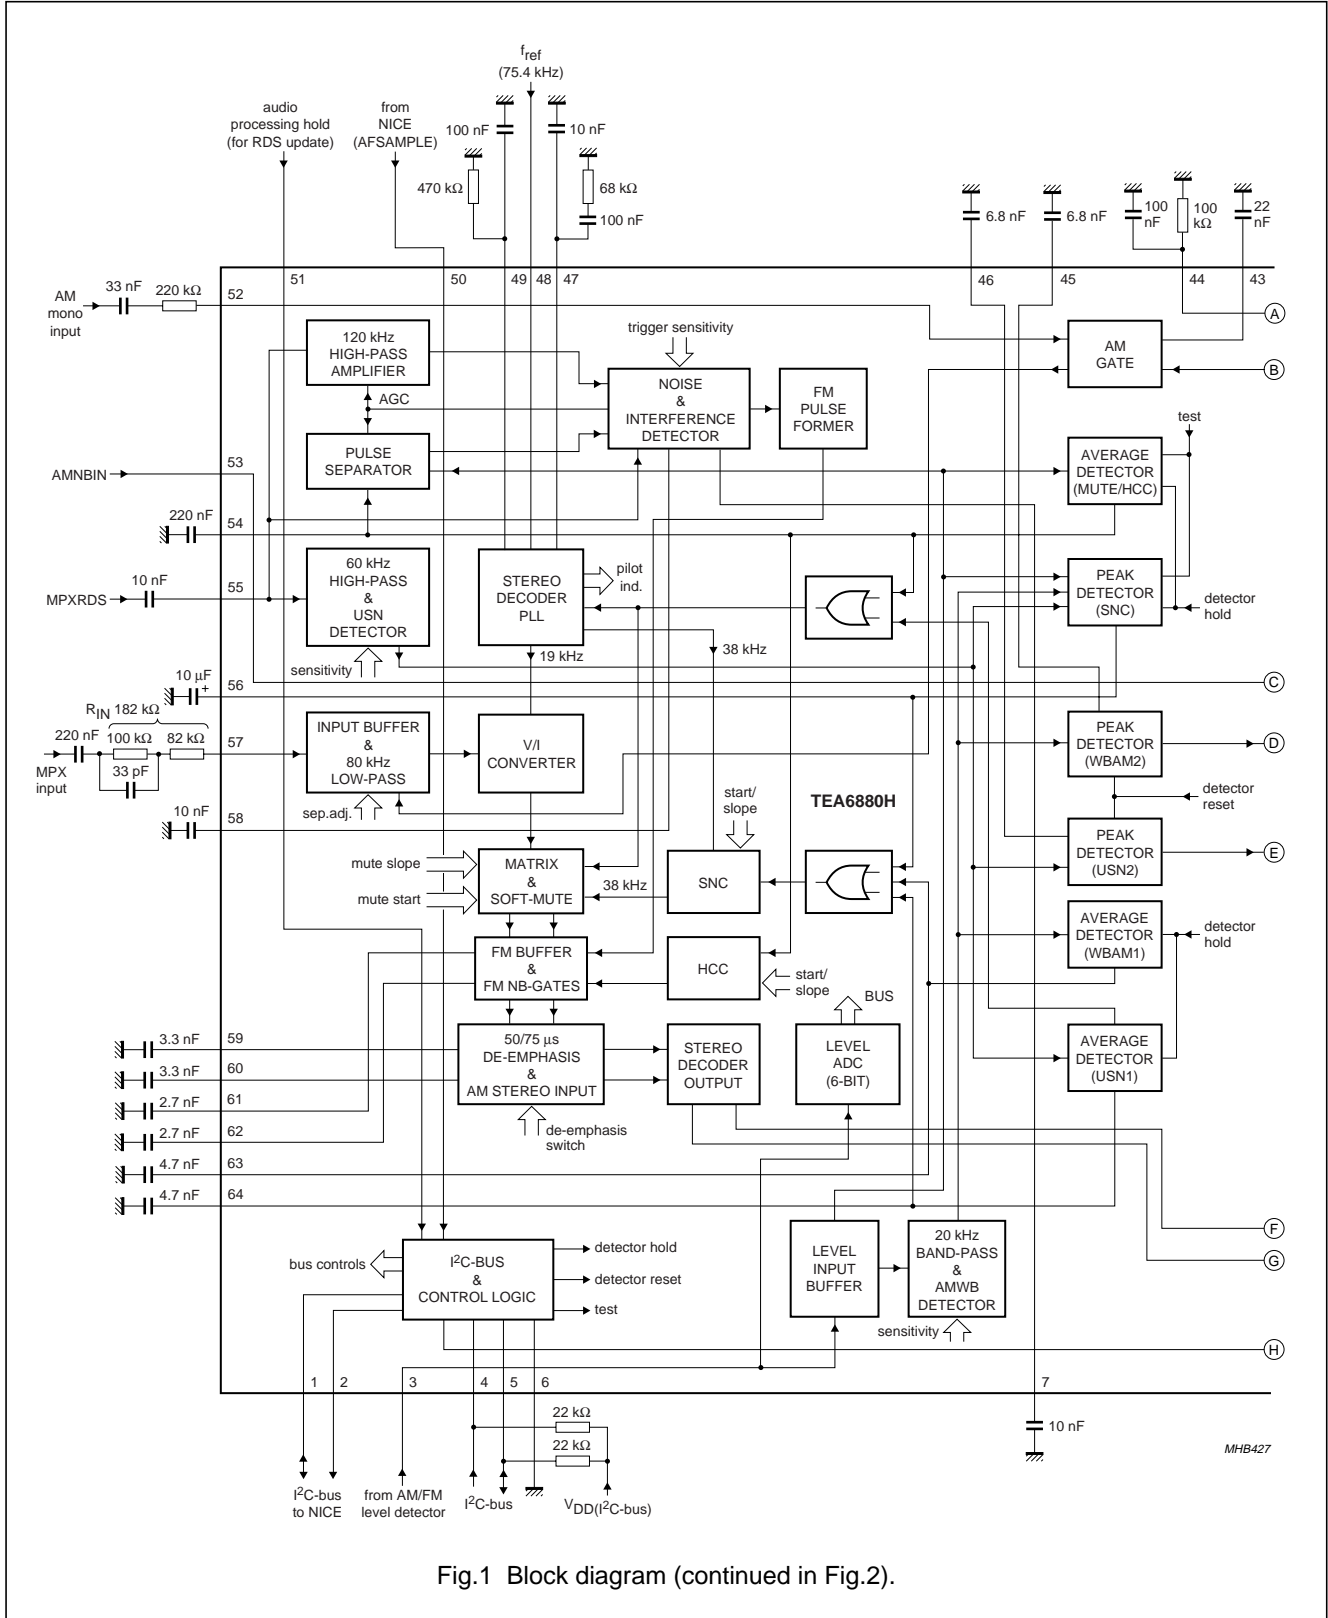 f_ref
(75.4 kHz)
audio
processing hold
(for RDS update)
from
NICE
(AFSAMPLE)
100 nF
10 nF
470 kΩ
68 kΩ
100 nF
6.8 nF
6.8 nF
100
nF
100
kΩ
22
nF
51
50
49
48
47
46
45
44
43
AM
mono
input
33 nF
220 kΩ
52
A
trigger sensitivity
120 kHz
HIGH-PASS
AMPLIFIER
AGC
NOISE
&
INTERFERENCE
DETECTOR
FM
PULSE
FORMER
AM
GATE
B
test
PULSE
SEPARATOR
AMNBIN
53
AVERAGE
DETECTOR
(MUTE/HCC)
220 nF
54
MPXRDS
10 nF
55
60 kHz
HIGH-PASS
&
USN
DETECTOR
sensitivity
STEREO
DECODER
PLL
pilot
ind.
PEAK
DETECTOR
(SNC)
detector
hold
19 kHz
38 kHz
C
10 μF
+
56
R_IN 182 kΩ
220 nF
100 kΩ
82 kΩ
57
33 pF
MPX
input
INPUT BUFFER
&
80 kHz
LOW-PASS
sep.adj.
V/I
CONVERTER
PEAK
DETECTOR
(WBAM2)
D
detector
reset
start/
slope
TEA6880H
10 nF
58
PEAK
DETECTOR
(USN2)
E
mute slope
mute start
MATRIX
&
SOFT-MUTE
38 kHz
SNC
AVERAGE
DETECTOR
(WBAM1)
detector
hold
FM BUFFER
&
FM NB-GATES
HCC
start/
slope
BUS
3.3 nF
59
3.3 nF
60
2.7 nF
61
2.7 nF
62
4.7 nF
63
4.7 nF
64
50/75 μs
DE-EMPHASIS
&
AM STEREO INPUT
de-emphasis
switch
STEREO
DECODER
OUTPUT
LEVEL
ADC
(6-BIT)
AVERAGE
DETECTOR
(USN1)
F
G
bus controls
I²C-BUS
&
CONTROL LOGIC
detector hold
detector reset
test
LEVEL
INPUT
BUFFER
20 kHz
BAND-PASS
&
AMWB
DETECTOR
sensitivity
H
1
2
3
4
5
6
7
22 kΩ
22 kΩ
10 nF
MHB427
I²C-bus
to NICE
from AM/FM
level detector
I²C-bus
V_DD(I²C-bus)
Fig.1 Block diagram (continued in Fig.2).